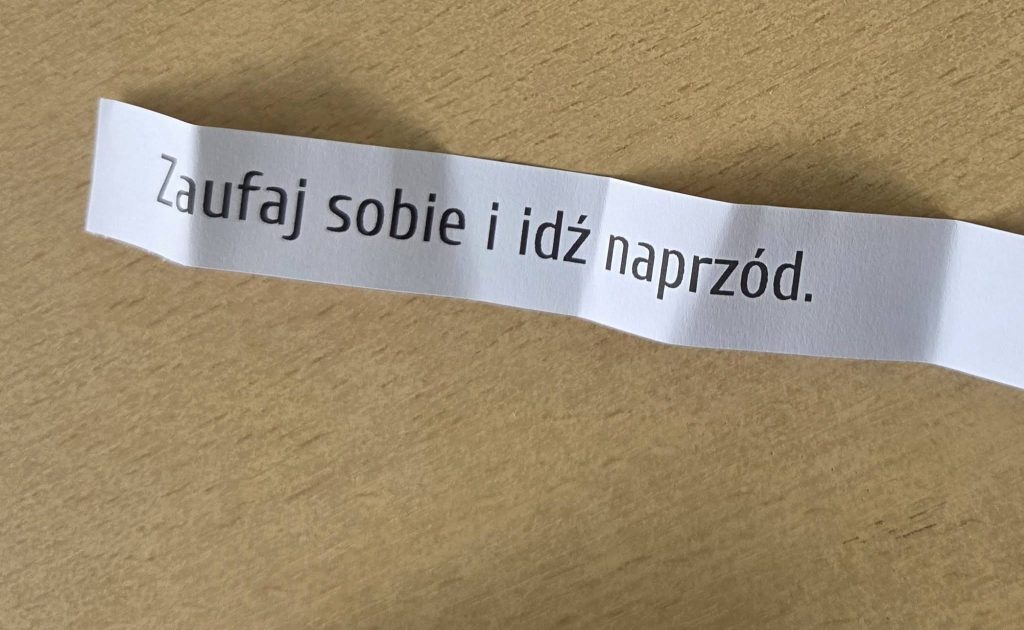 Zaufaj sobie i idź naprzód.